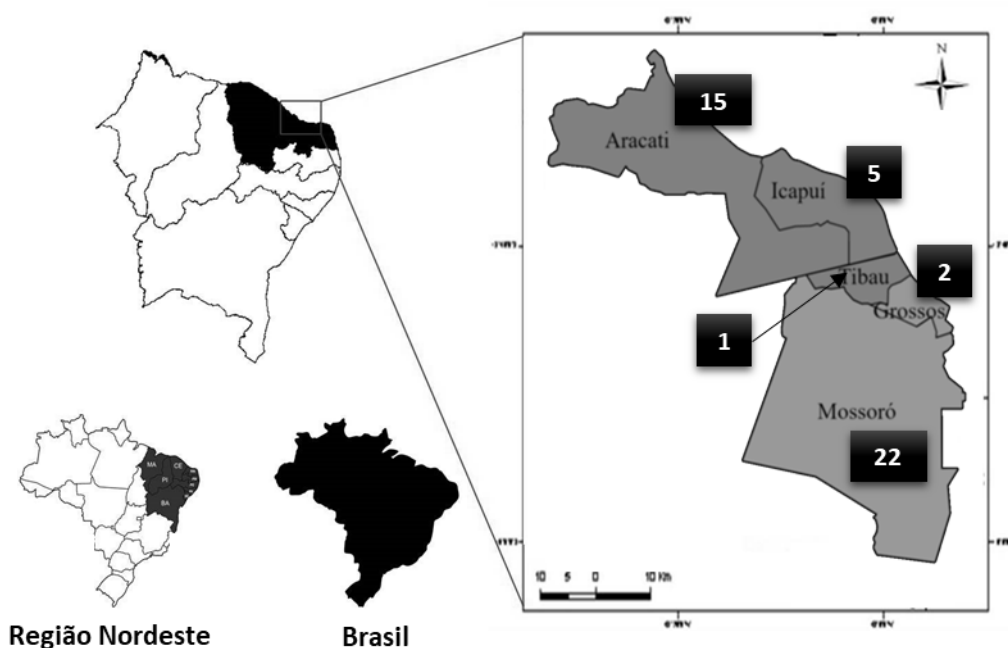 N
15
Aracati
5
Icapuí
2
Tibau
Grossos
1
Mossoró
22
MA
CE
PI
BA
10 5 0 10 Km
Região Nordeste
Brasil